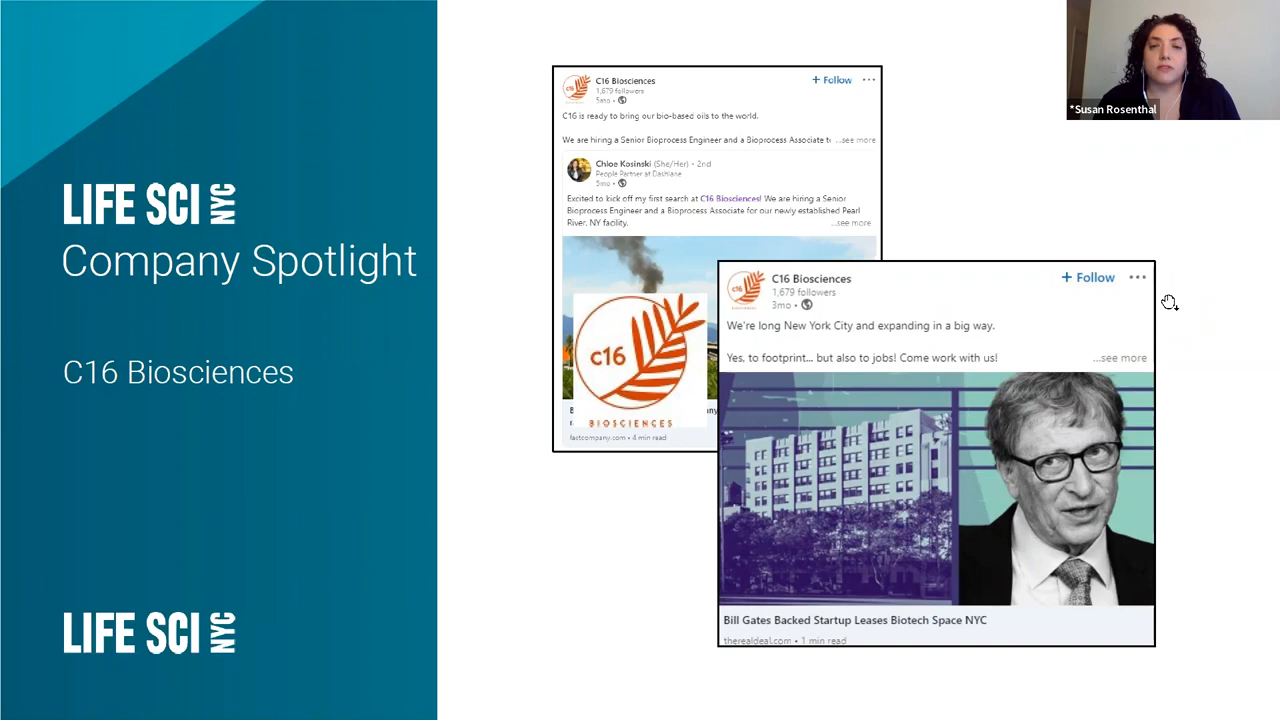 LIFE SCI NYC
Company Spotlight
C16 Biosciences
LIFE SCI NYC
C16 Biosciences
1,679 followers
5mo •
+ Follow
C16 is ready to bring our bio-based oils to the world.
We are hiring a Senior Bioprocess Engineer and a Bioprocess Associate t ...see more
Chloe Kosinski (She/Her) • 2nd
People Partner at Dashlane
5mo •
Excited to kick off my first search at C16 Biosciences! We are hiring a Senior
Bioprocess Engineer and a Bioprocess Associate for our newly established Pearl
River, NY facility.
...see more
c16
BIOSCIENCES
fastcompany.com • 4 min read
c16
C16 Biosciences
1,679 followers
3mo •
+ Follow
We're long New York City and expanding in a big way.
Yes, to footprint... but also to jobs! Come work with us!
...see more
Bill Gates Backed Startup Leases Biotech Space NYC
therealdeal.com • 1 min read
*Susan Rosenthal